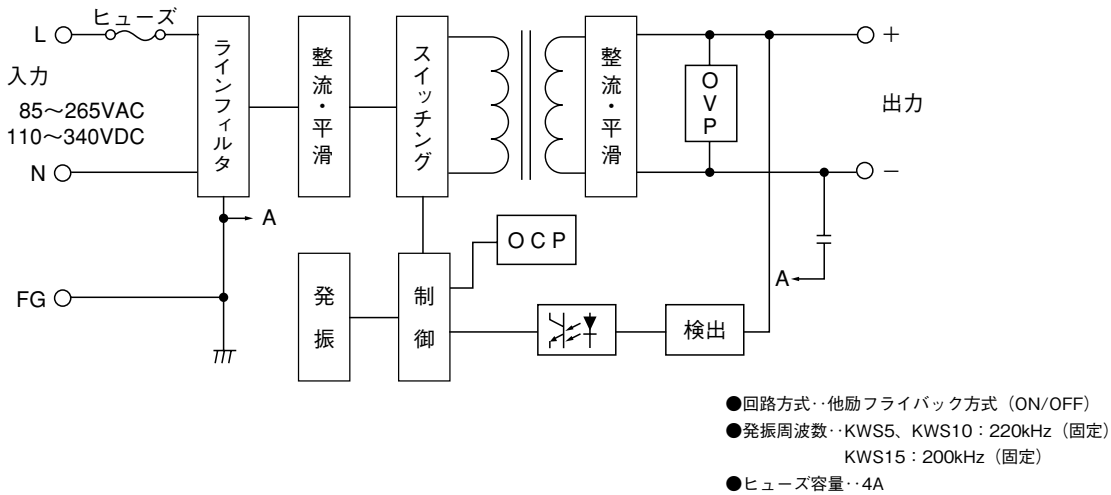 ヒューズ
L
入力
85〜265VAC
110〜340VDC
N
FG
ラインフィルタ
A
整流・平滑
スイッチング
整流・平滑
OVP
+
出力
−
A
OCP
発振
制御
検出
●回路方式‥他励フライバック方式（ON/OFF）
●発振周波数‥KWS5、KWS10：220kHz（固定）
KWS15：200kHz（固定）
●ヒューズ容量‥4A